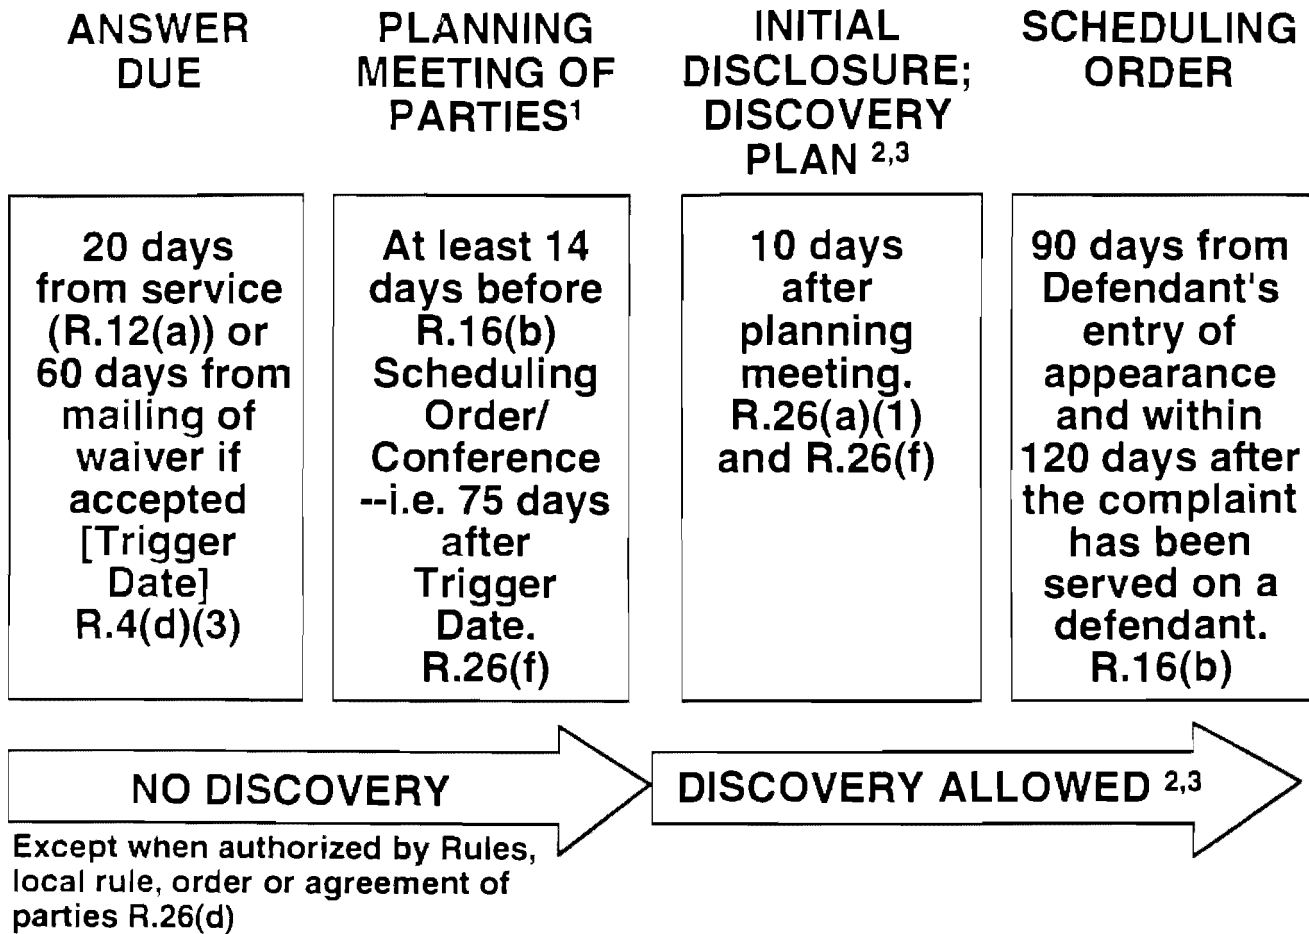 ANSWER
DUE
PLANNING
MEETING OF
PARTIES¹
INITIAL
DISCLOSURE;
DISCOVERY
PLAN ²,³
SCHEDULING
ORDER
20 days
from service
(R.12(a)) or
60 days from
mailing of
waiver if
accepted
[Trigger
Date]
R.4(d)(3)
At least 14
days before
R.16(b)
Scheduling
Order/
Conference
--i.e. 75 days
after
Trigger
Date.
R.26(f)
10 days
after
planning
meeting.
R.26(a)(1)
and R.26(f)
90 days from
Defendant's
entry of
appearance
and within
120 days after
the complaint
has been
served on a
defendant.
R.16(b)
NO DISCOVERY
DISCOVERY ALLOWED ²,³
Except when authorized by Rules,
local rule, order or agreement of
parties R.26(d)